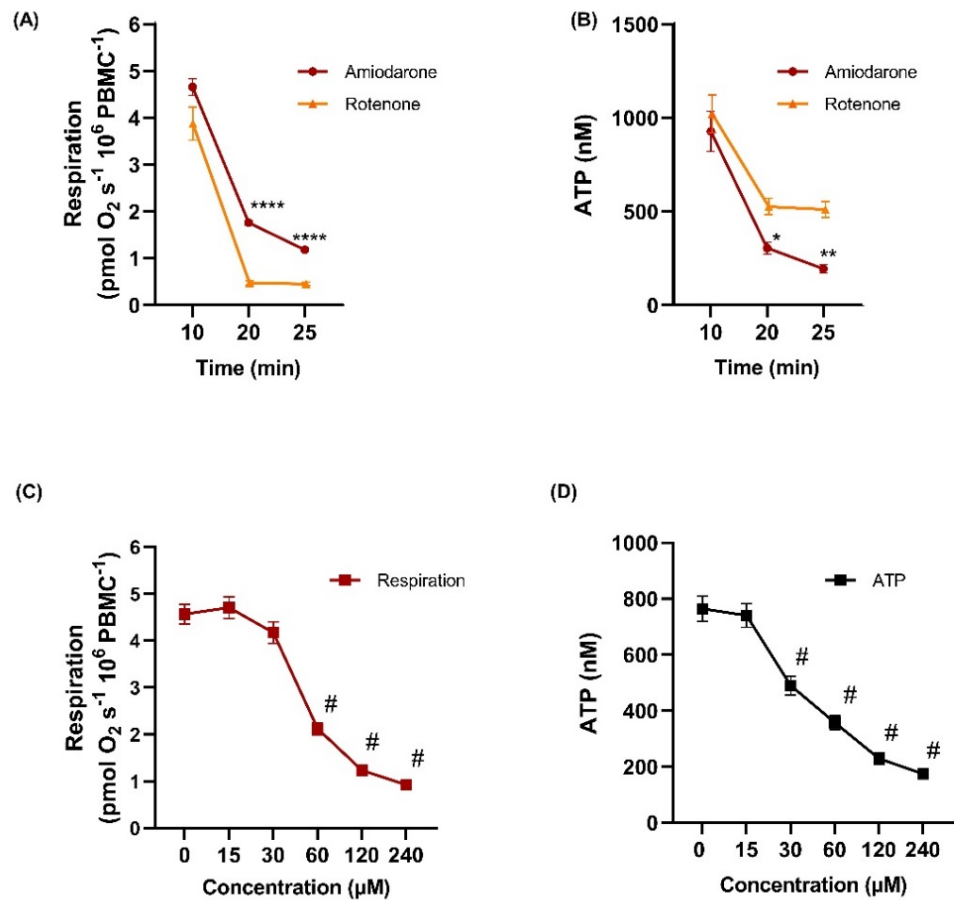 (A)
6
5
4
3
2
1
0
Respiration
(pmol O₂ s⁻¹ 10⁶ PBMC⁻¹)
Amiodarone
Rotenone
****
****
10 20 25
Time (min)
(B)
1500
1000
500
0
ATP (nM)
Amiodarone
Rotenone
*
**
10 20 25
Time (min)
(C)
6
5
4
3
2
1
0
Respiration
(pmol O₂ s⁻¹ 10⁶ PBMC⁻¹)
Respiration
#
#
#
0 15 30 60 120 240
Concentration (µM)
(D)
1000
800
600
400
200
0
ATP (nM)
ATP
#
#
#
#
0 15 30 60 120 240
Concentration (µM)